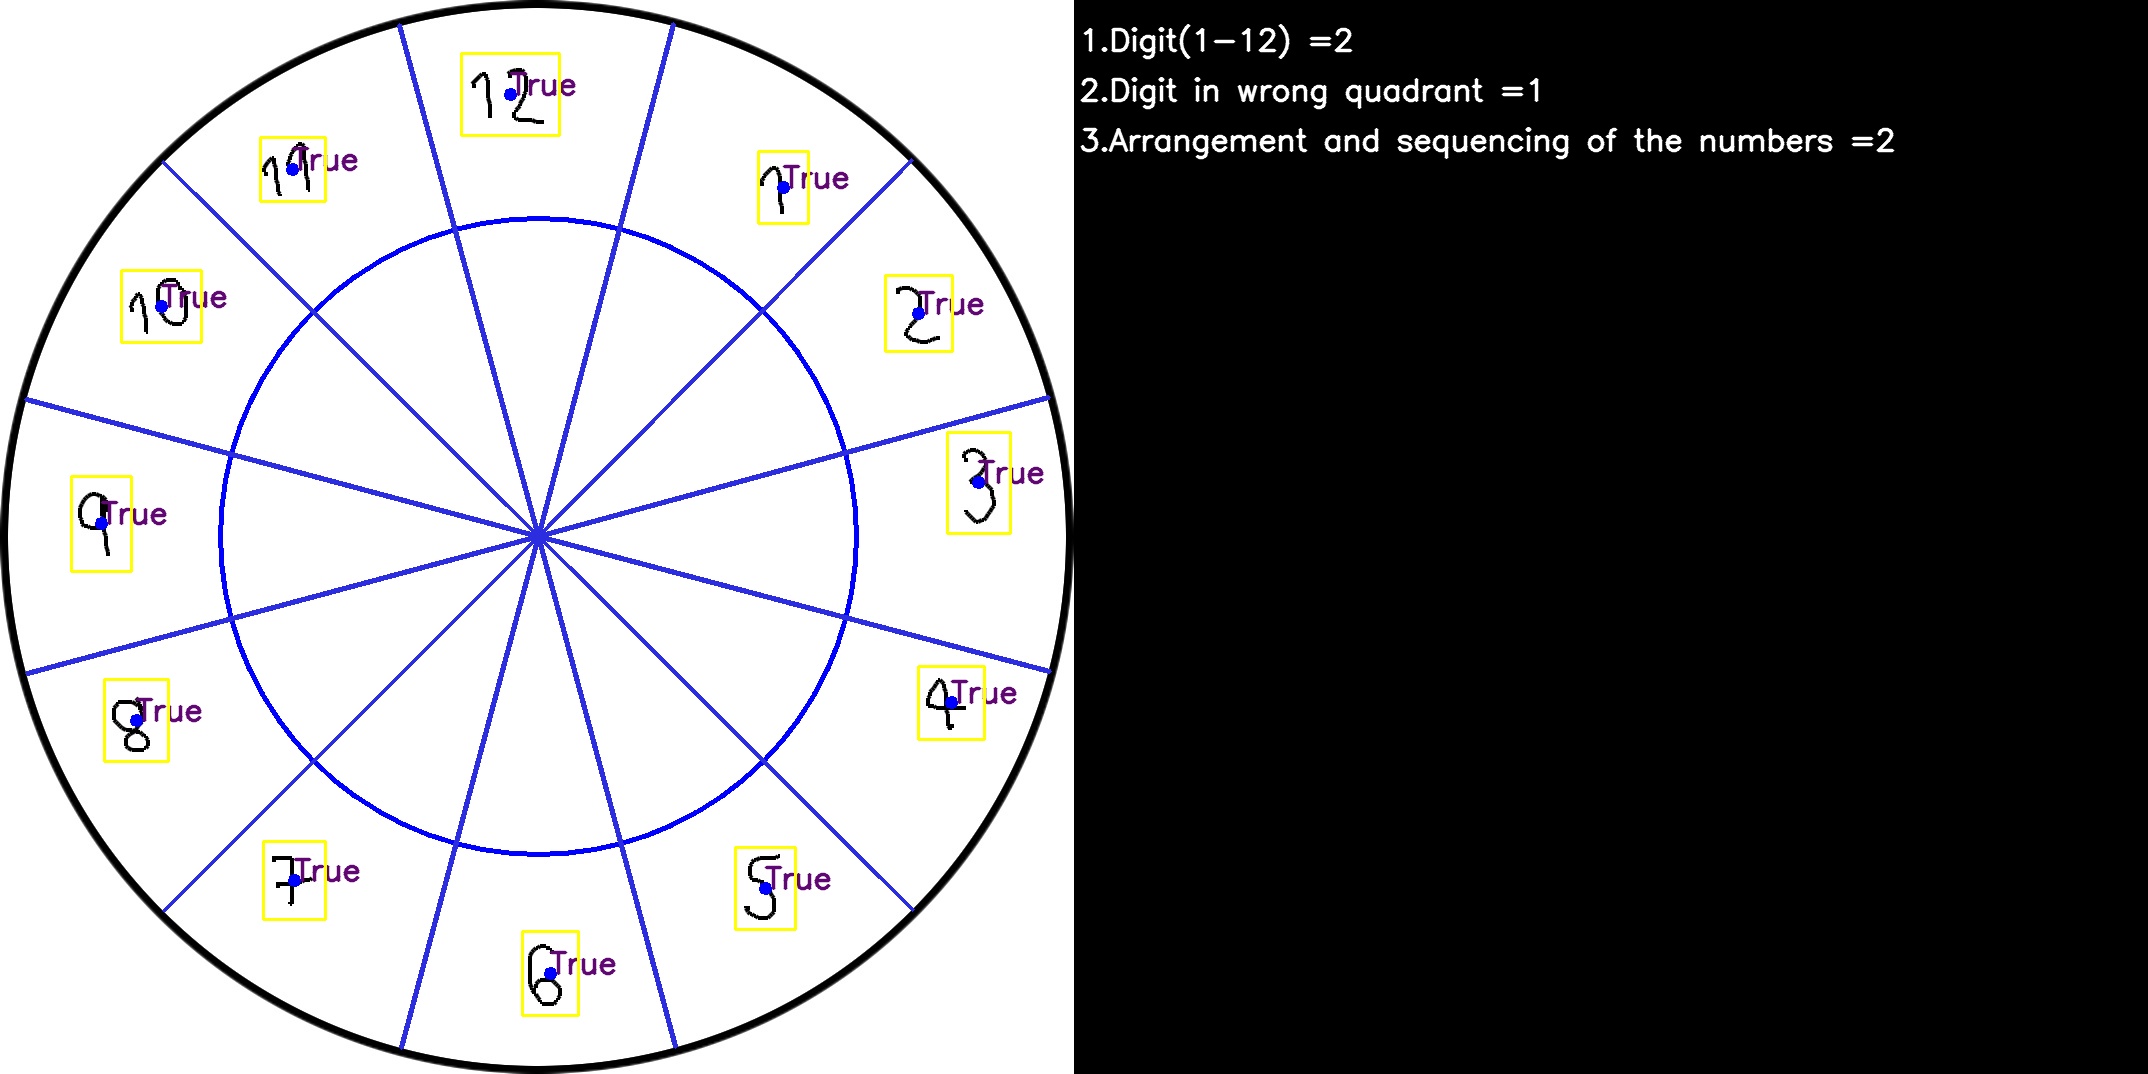 12 True
11 True
1 True
10 True
2 True
3 True
9 True
4 True
8 True
7 True
5 True
6 True
1.Digit(1-12) =2
2.Digit in wrong quadrant =1
3.Arrangement and sequencing of the numbers =2